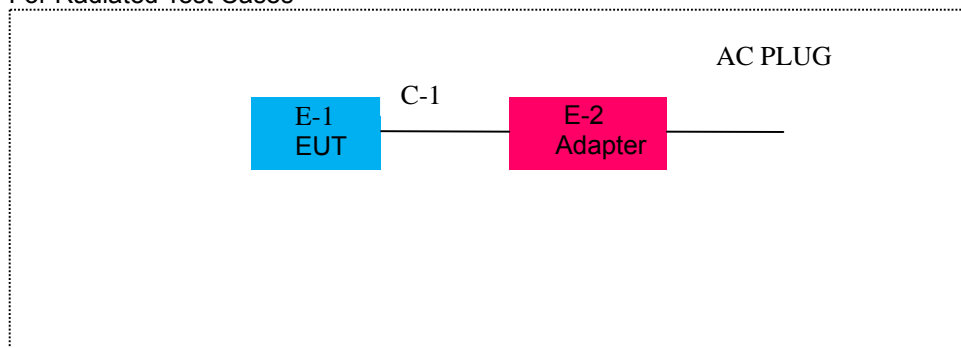 For Radiated Test Cases
AC PLUG
C-1
E-1
EUT
E-2
Adapter